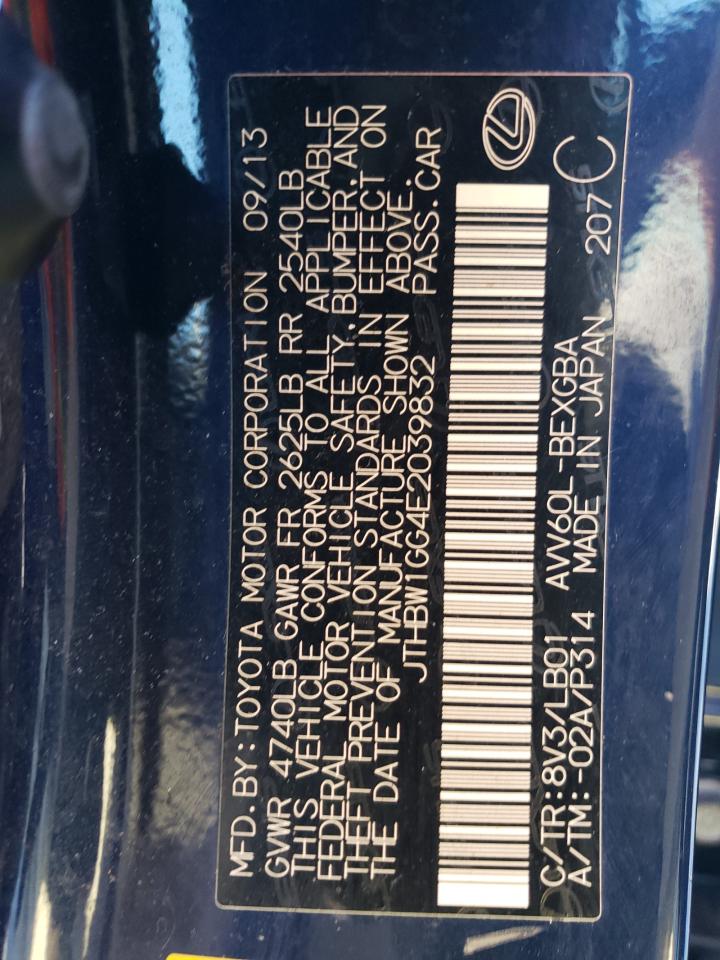 MFD. BY: TOYOTA MOTOR CORPORATION 09/13
GVWR 4740LB GAWR FR 2625LB RR 2540LB
THIS VEHICLE CONFORMS TO ALL APPLICABLE
FEDERAL MOTOR VEHICLE SAFETY, BUMPER, AND
THEFT PREVENTION STANDARDS IN EFFECT ON
THE DATE OF MANUFACTURE SHOWN ABOVE.
JTHBW1GG4E2039832 PASS. CAR
C/TR:8V3/LB01 AVV60L-BEXGBA
A/TM:-02A/P314 MADE IN JAPAN 207 C